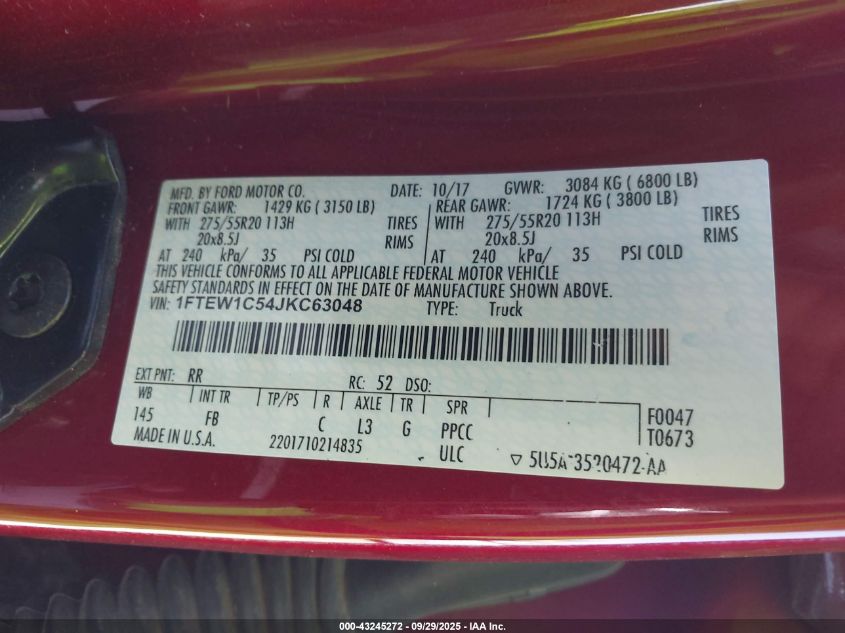 MFD. BY FORD MOTOR CO. DATE: 10/17 GVWR: 3084 KG ( 6800 LB)
FRONT GAWR: 1429 KG ( 3150 LB) REAR GAWR: 1724 KG ( 3800 LB)
WITH 275/55R20 113H TIRES WITH 275/55R20 113H TIRES
20x8.5J RIMS 20x8.5J RIMS
AT 240 kPa/ 35 PSI COLD AT 240 kPa/ 35 PSI COLD
THIS VEHICLE CONFORMS TO ALL APPLICABLE FEDERAL MOTOR VEHICLE
SAFETY STANDARDS IN EFFECT ON THE DATE OF MANUFACTURE SHOWN ABOVE.
VIN: 1FTEW1C54JKC63048 TYPE: Truck
EXT PNT: RR RC: 52 DSO:
WB INT TR TP/PS R AXLE TR SPR F0047
145 FB C L3 G PPCC T0673
MADE IN U.S.A. 2201710214835 ULC
000-43245272 - 09/29/2025 - IAA Inc.